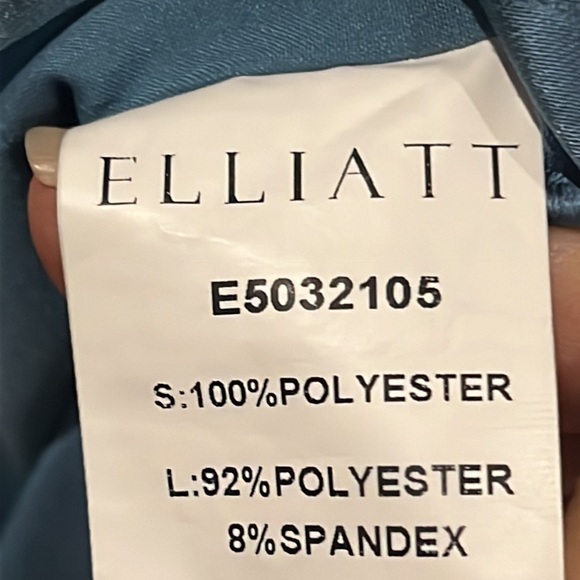 ELLIATT
E5032105
S:100%POLYESTER
L:92%POLYESTER
8%SPANDEX